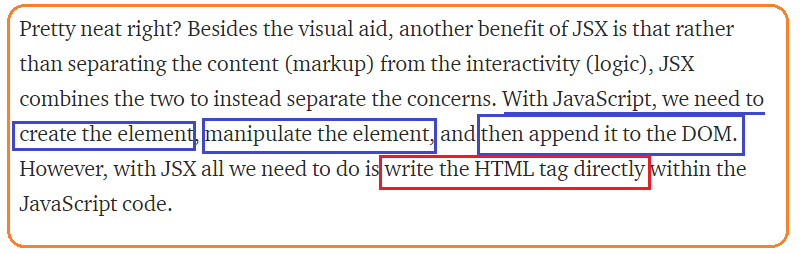 Pretty neat right? Besides the visual aid, another benefit of JSX is that rather
than separating the content (markup) from the interactivity (logic), JSX
combines the two to instead separate the concerns. With JavaScript, we need to
create the element, manipulate the element, and then append it to the DOM.
However, with JSX all we need to do is write the HTML tag directly within the
JavaScript code.